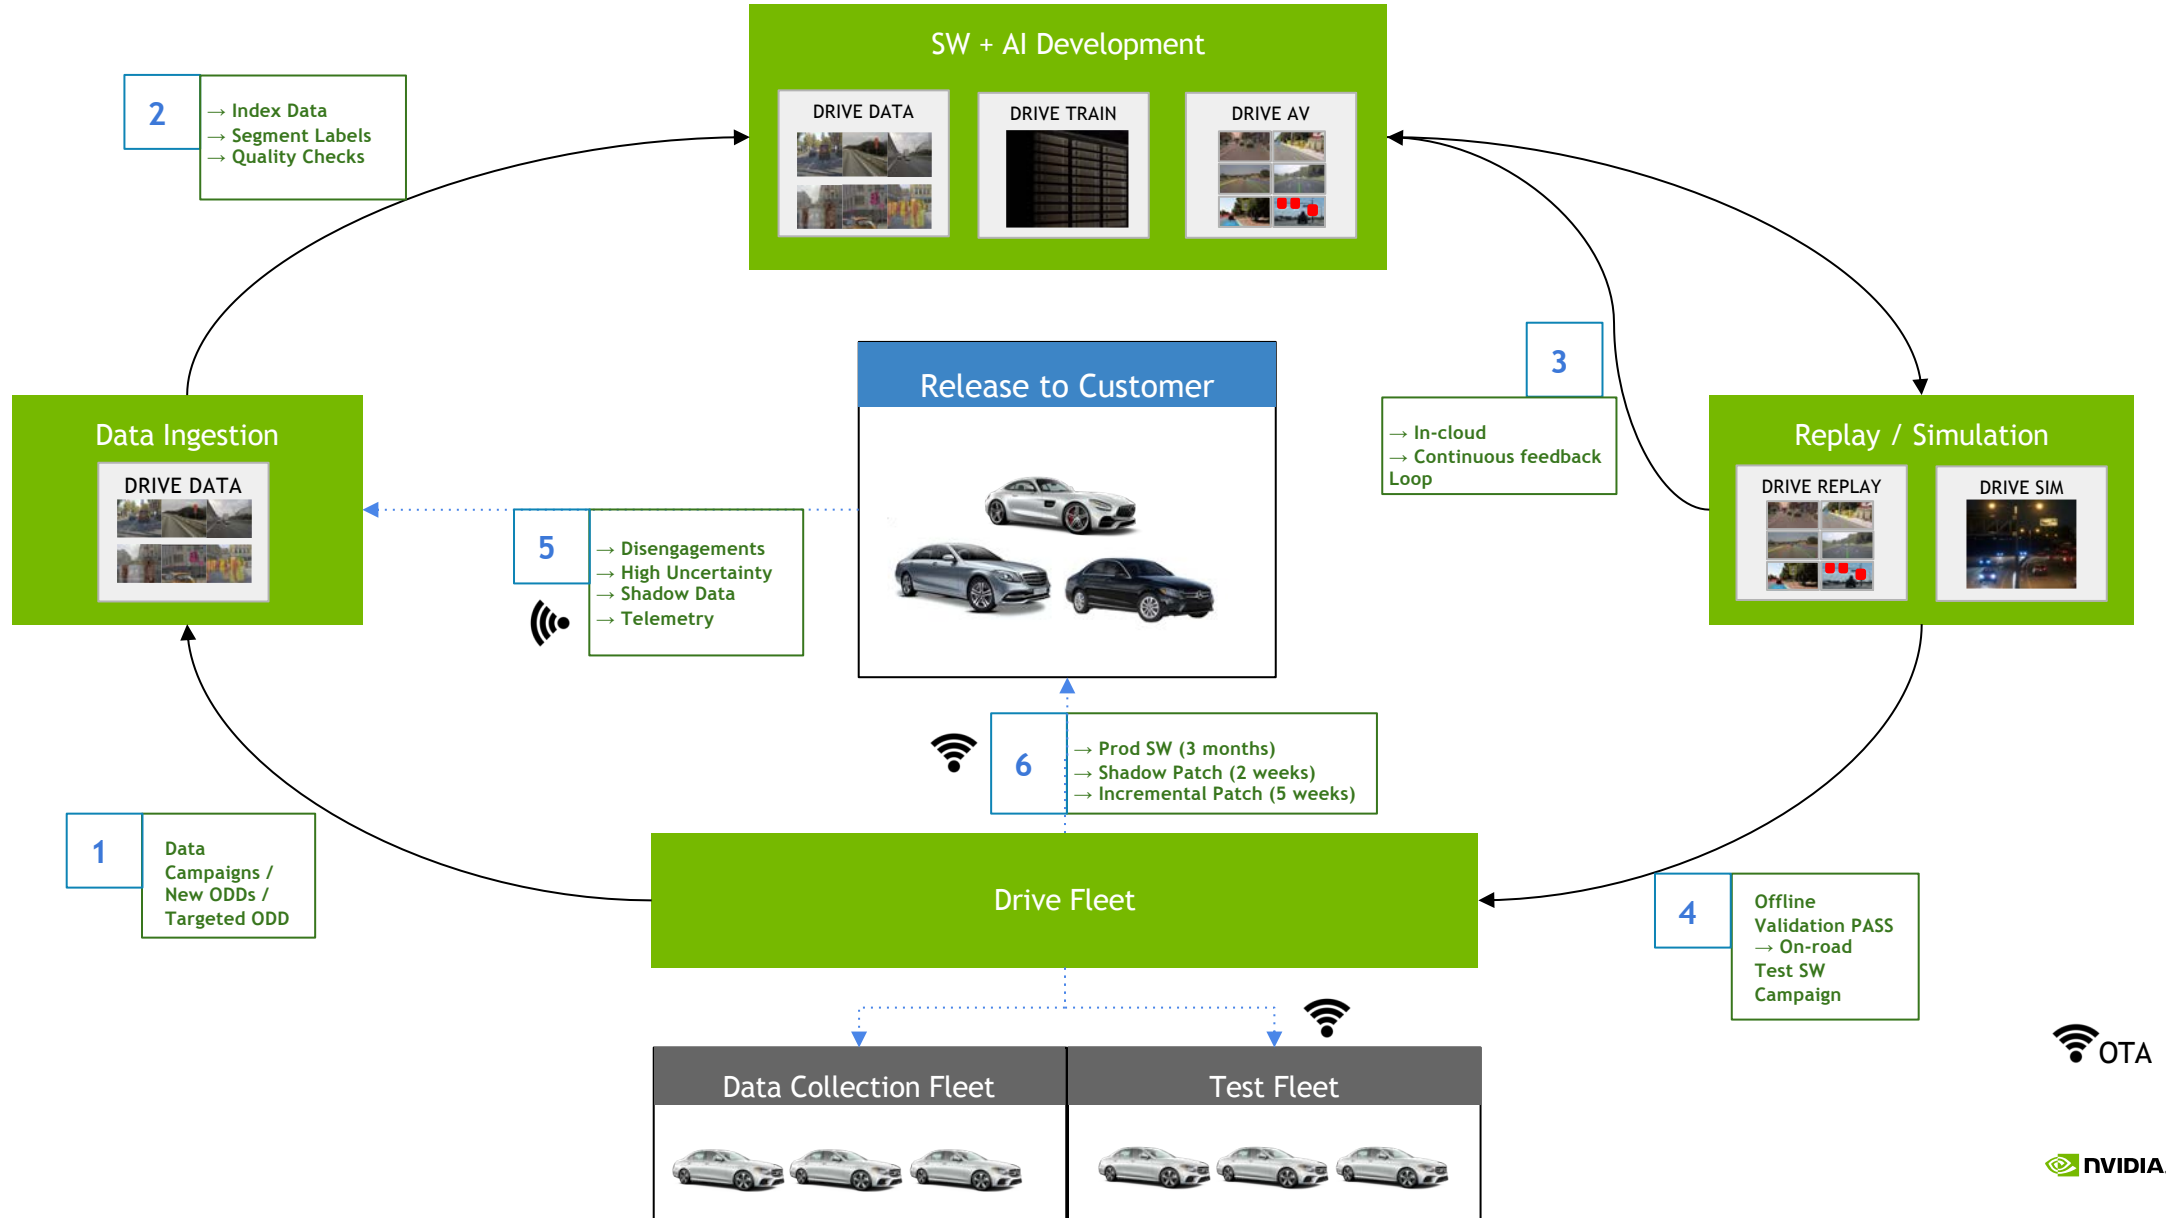 SW + AI Development
DRIVE DATA
DRIVE TRAIN
DRIVE AV
2
→ Index Data
→ Segment Labels
→ Quality Checks
Release to Customer
3
→ In-cloud
→ Continuous feedback
Loop
Data Ingestion
DRIVE DATA
Replay / Simulation
DRIVE REPLAY
DRIVE SIM
5
→ Disengagements
→ High Uncertainty
→ Shadow Data
→ Telemetry
6
→ Prod SW (3 months)
→ Shadow Patch (2 weeks)
→ Incremental Patch (5 weeks)
1
Data
Campaigns /
New ODDs /
Targeted ODD
Drive Fleet
4
Offline
Validation PASS
→ On-road
Test SW
Campaign
OTA
Data Collection Fleet
Test Fleet
NVIDIA.